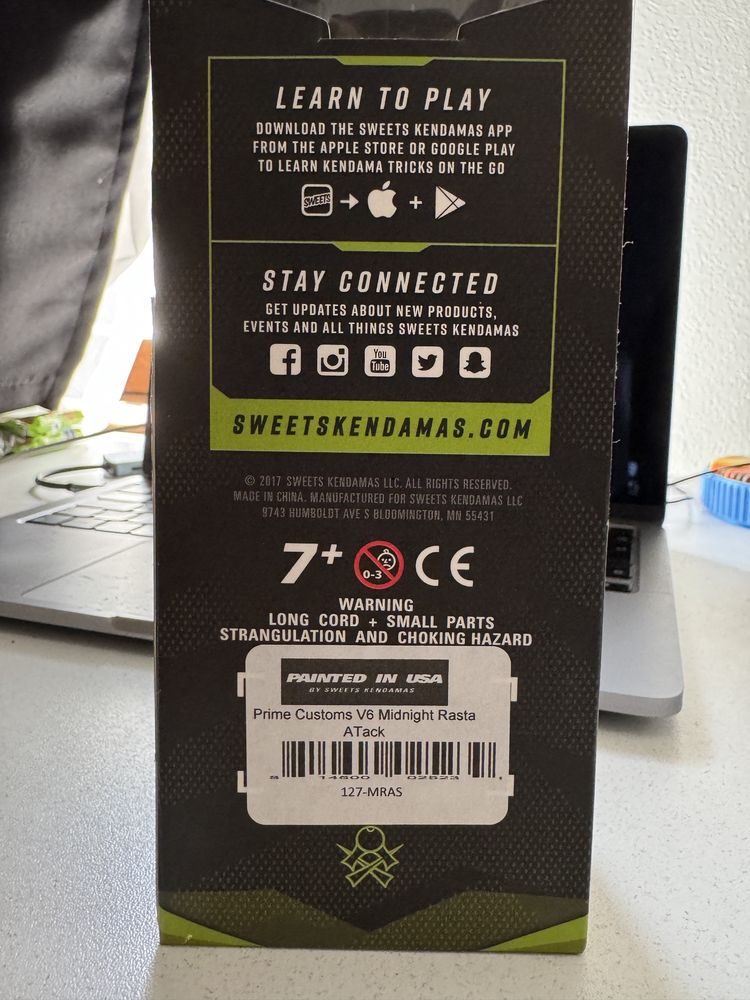 LEARN TO PLAY
DOWNLOAD THE SWEETS KENDAMAS APP
FROM THE APPLE STORE OR GOOGLE PLAY
TO LEARN KENDAMA TRICKS ON THE GO
SWEETS
+
STAY CONNECTED
GET UPDATES ABOUT NEW PRODUCTS,
EVENTS AND ALL THINGS SWEETS KENDAMAS
You
Tube
SWEETSKENDAMAS.COM
© 2017 SWEETS KENDAMAS LLC. ALL RIGHTS RESERVED.
MADE IN CHINA. MANUFACTURED FOR SWEETS KENDAMAS LLC
9743 HUMBOLDT AVE S BLOOMINGTON, MN 55431
7+ 0-3 CE
WARNING
LONG CORD + SMALL PARTS
STRANGULATION AND CHOKING HAZARD
PAINTED IN USA
BY SWEETS KENDAMAS
Prime Customs V6 Midnight Rasta
ATack
127-MRAS